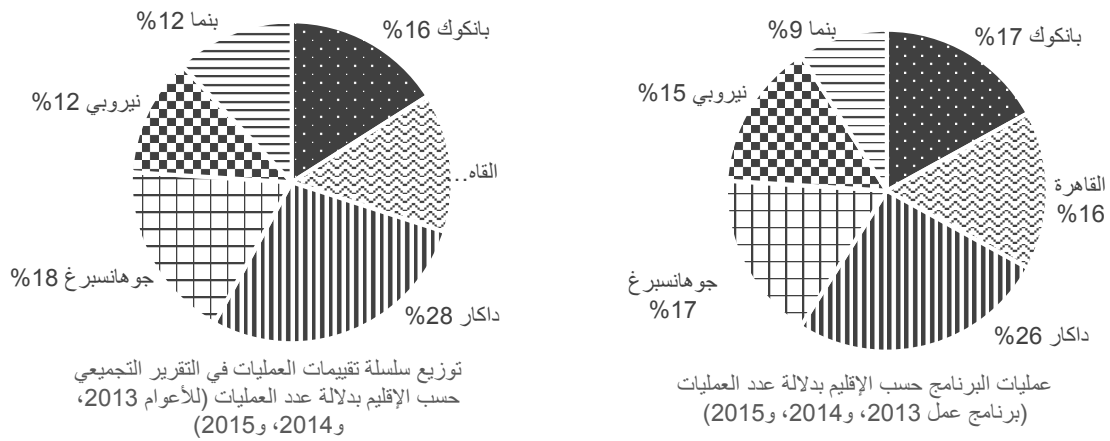 بانكوك 17%
القاهرة
16%
داكار 26%
جوهانسبرغ
17%
نيروبي 15%
بنما 9%
عمليات البرنامج حسب الإقليم بدلالة عدد العمليات
(برنامج عمل 2013، و2014، و2015)
بانكوك 16%
القاه...
داكار 28%
جوهانسبرغ 18%
نيروبي 12%
بنما 12%
توزيع سلسلة تقييمات العمليات في التقرير التجميعي
حسب الإقليم بدلالة عدد العمليات (للأعوام 2013،
و2014، و2015)